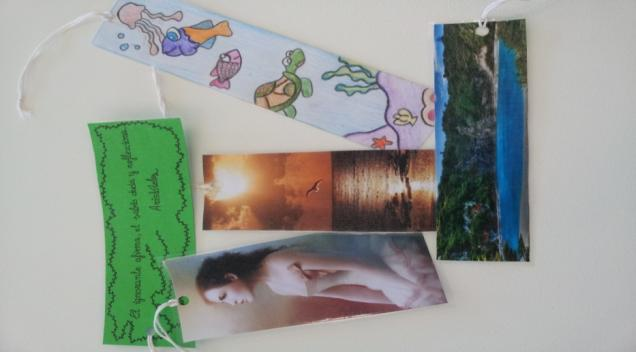 El ignorante afirma, el sabio duda y reflexiona.
Aristóteles